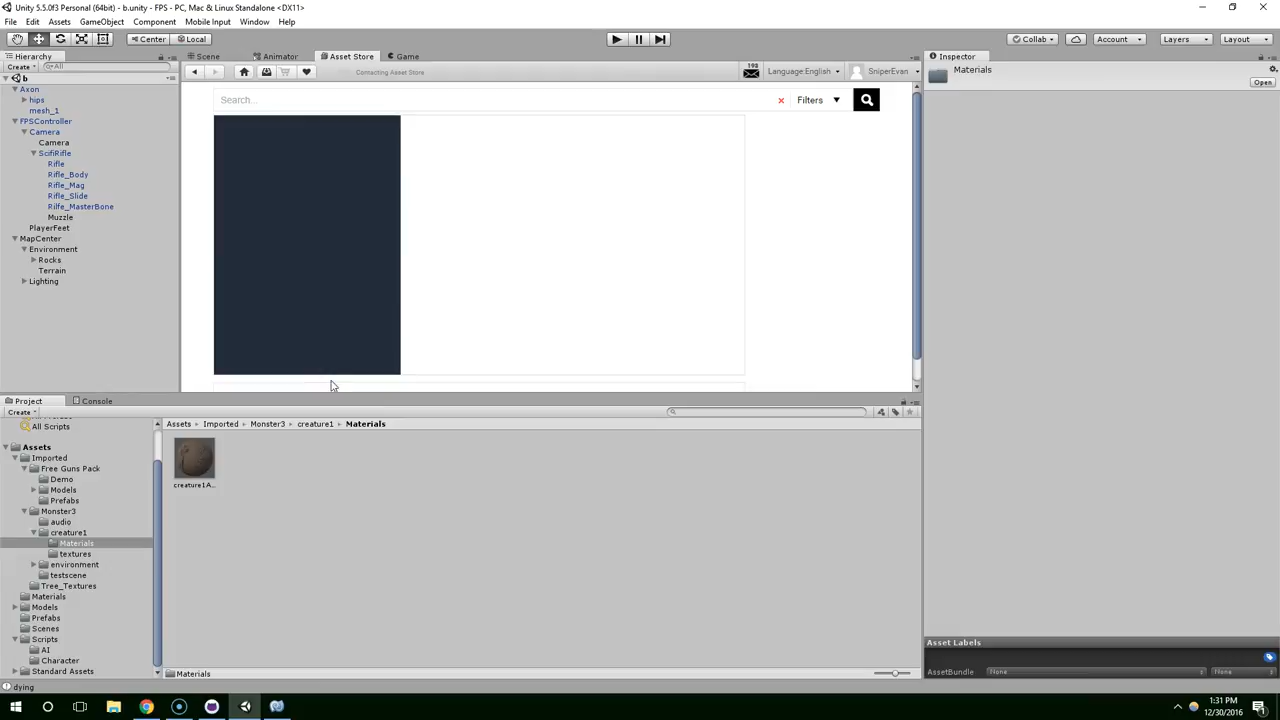 Unity 5.5.0f3 Personal (64bit) - b.unity - FPS - PC, Mac & Linux Standalone <DX11>
File Edit Assets GameObject Component Mobile Input Window Help
Center Local Collab Account Layers Layout
Hierarchy Scene Animator Asset Store Game Inspector
Create All
Contacting Asset Store 198 Language:English SniperEvan
Materials
Open
b
Axon
hips
mesh_1
FPSController
Camera
Camera
ScifiRifle
Rifle
Rifle_Body
Rifle_Mag
Rifle_Slide
Rilfe_MasterBone
Muzzle
PlayerFeet
MapCenter
Environment
Rocks
Terrain
Lighting
Search... Filters
Project Console
Create
All Scripts
Assets
Imported
Free Guns Pack
Demo
Models
Prefabs
Monster3
audio
creature1
Materials
textures
environment
testscene
Tree_Textures
Materials
Models
Prefabs
Scenes
Scripts
AI
Character
Standard Assets
Assets Imported Monster3 creature1 Materials
creature1A...
Materials
Asset Labels
AssetBundle None None
dying
1:31 PM
12/30/2016